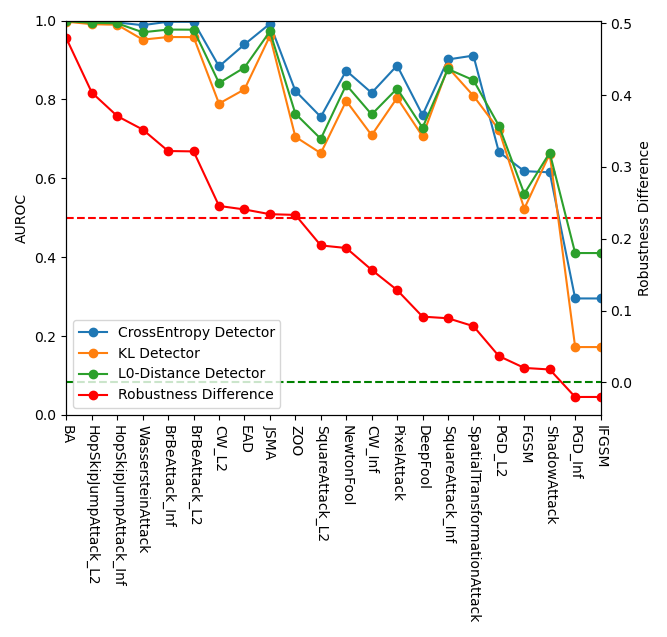 1.0
0.8
0.6
0.4
0.2
0.0
AUROC
0.5
0.4
0.3
0.2
0.1
0.0
Robustness Difference
CrossEntropy Detector
KL Detector
L0-Distance Detector
Robustness Difference
BA
HopSkipJumpAttack_L2
HopSkipJumpAttack_Inf
WassersteinAttack
BrBeAttack_Inf
BrBeAttack_L2
CW_L2
EAD
JSMA
ZOO
SquareAttack_L2
NewtonFool
CW_Inf
PixelAttack
DeepFool
SquareAttack_Inf
SpatialTransformationAttack
PGD_L2
FGSM
ShadowAttack
PGD_Inf
IFGSM